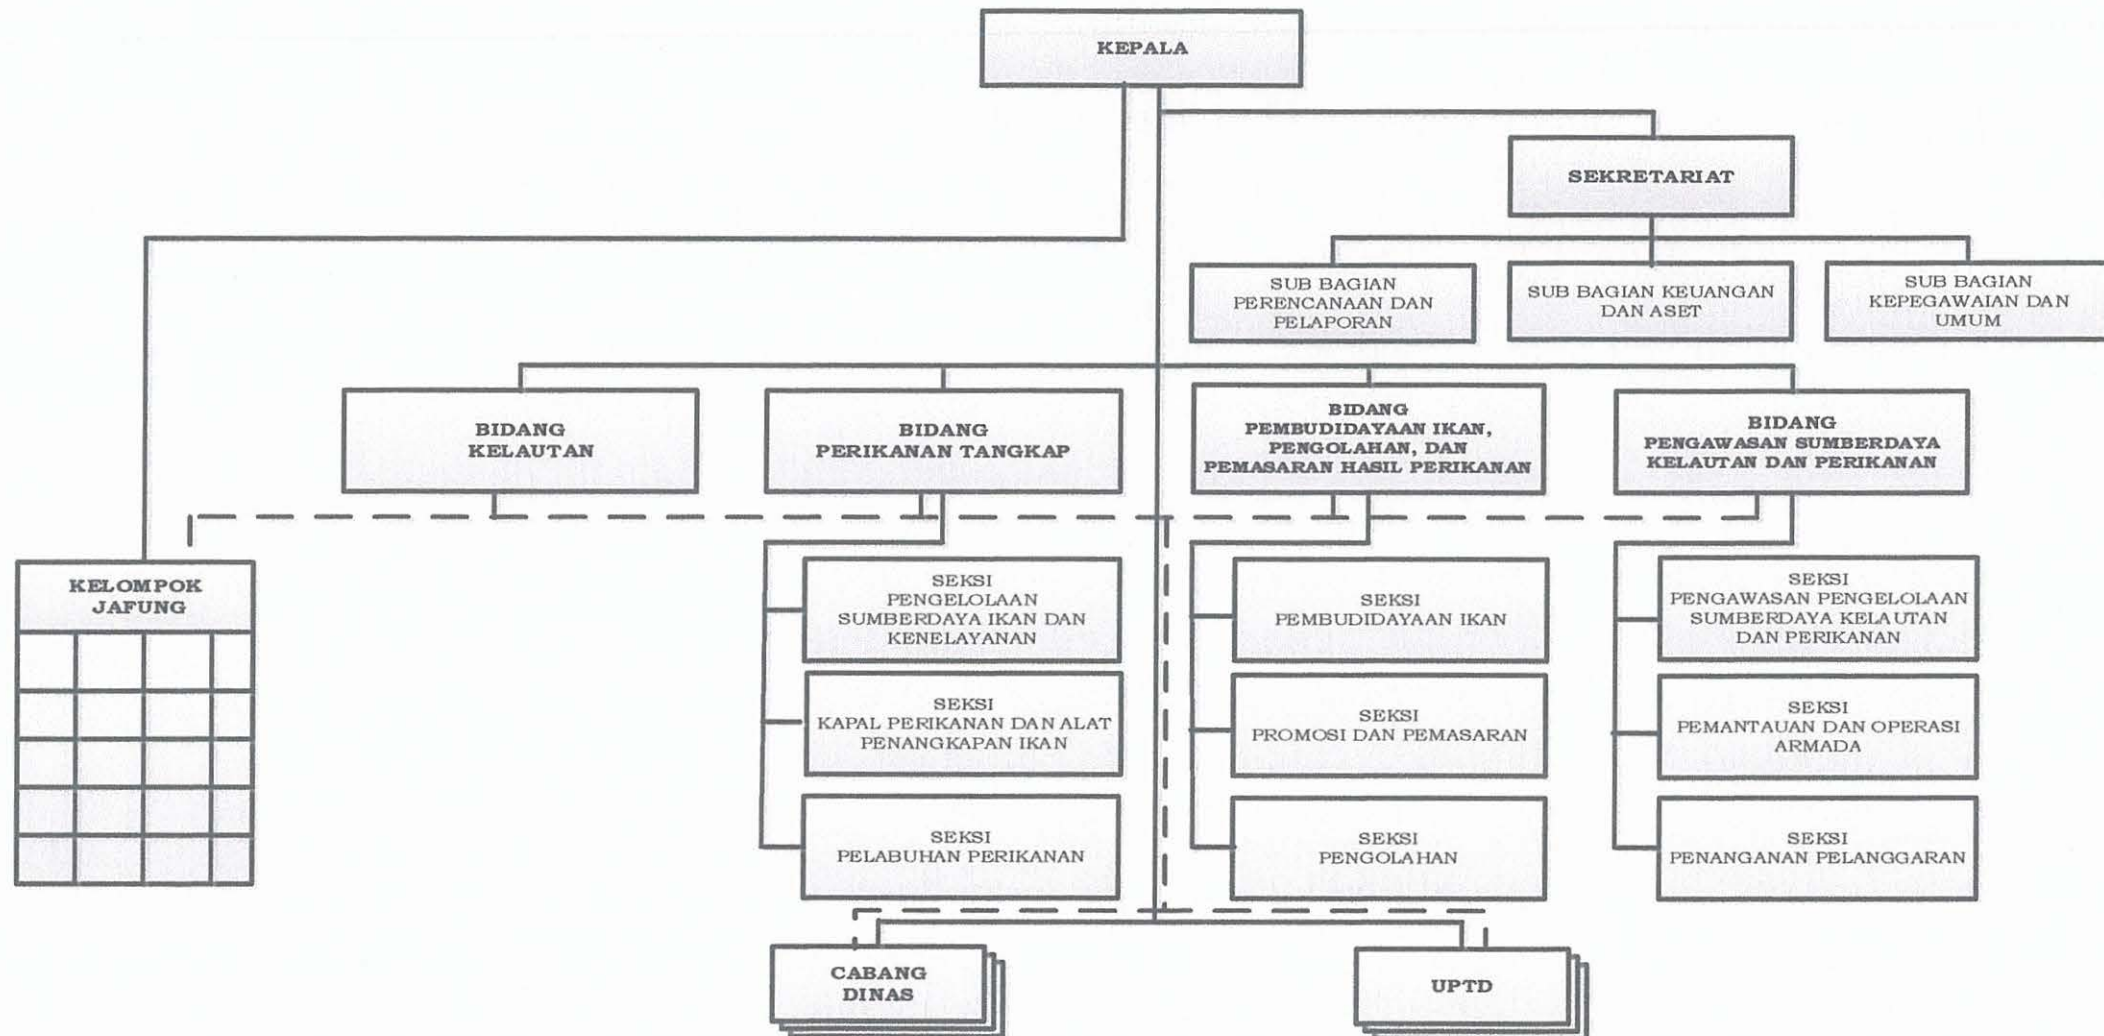 KEPALA
SEKRETARIAT
SUB BAGIAN
PERENCANAAN DAN
PELAPORAN
SUB BAGIAN KEUANGAN
DAN ASET
SUB BAGIAN
KEPEGAWAIAN DAN
UMUM
BIDANG
KELAUTAN
BIDANG
PERIKANAN TANGKAP
BIDANG
PEMBUDIDAYAAN IKAN,
PENGOLAHAN, DAN
PEMASARAN HASIL PERIKANAN
BIDANG
PENGAWASAN SUMBERDAYA
KELAUTAN DAN PERIKANAN
KELOMPOK
JAFUNG
SEKSI
PENGELOLAAN
SUMBERDAYA IKAN DAN
KENELAYANAN
SEKSI
KAPAL PERIKANAN DAN ALAT
PENANGKAPAN IKAN
SEKSI
PELABUHAN PERIKANAN
SEKSI
PEMBUDIDAYAAN IKAN
SEKSI
PROMOSI DAN PEMASARAN
SEKSI
PENGOLAHAN
SEKSI
PENGAWASAN PENGELOLAAN
SUMBERDAYA KELAUTAN
DAN PERIKANAN
SEKSI
PEMANTAUAN DAN OPERASI
ARMADA
SEKSI
PENANGANAN PELANGGARAN
CABANG
DINAS
UPTD